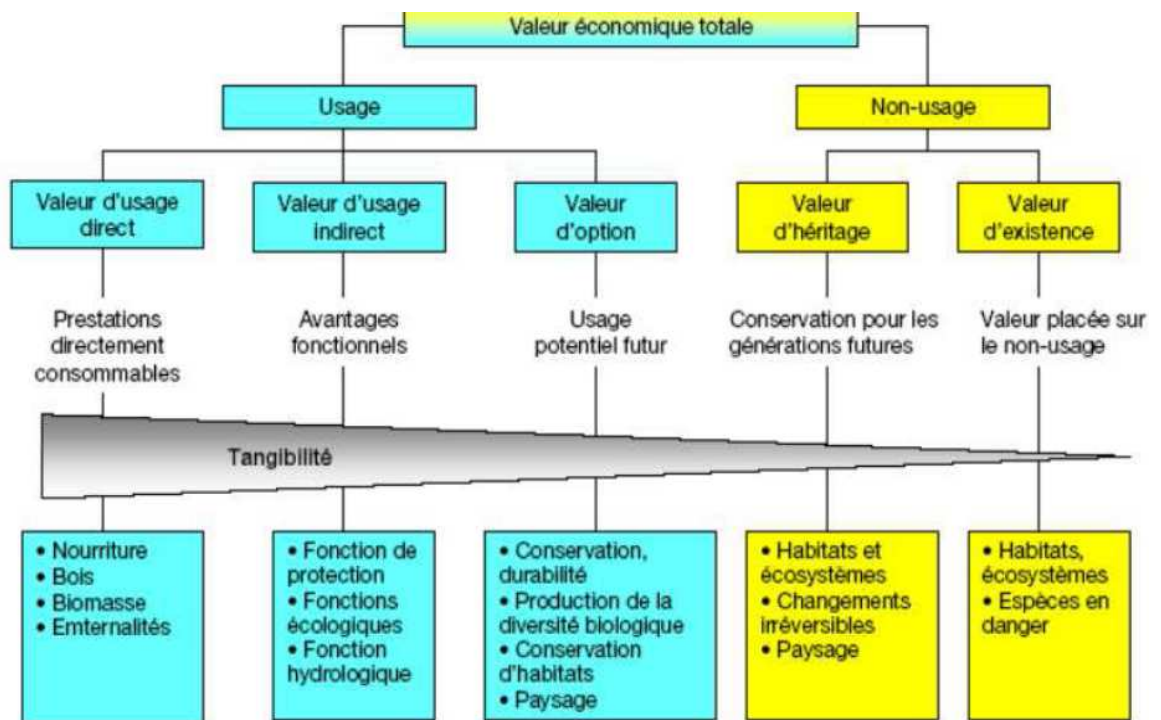 Valeur économique totale
Usage
Non-usage
Valeur d'usage
direct
Valeur d'usage
indirect
Valeur
d'option
Valeur
d'héritage
Valeur
d'existence
Prestations
directement
consommables
Avantages
fonctionnels
Usage
potentiel futur
Conservation pour les
générations futures
Valeur placée sur
le non-usage
Tangibilité
• Nourriture
• Bois
• Biomasse
• Emternalités
• Fonction de
protection
• Fonctions
écologiques
• Fonction
hydrologique
• Conservation,
durabilité
• Production de la
diversité biologique
• Conservation
d'habitats
• Paysage
• Habitats et
écosystèmes
• Changements
irréversibles
• Paysage
• Habitats,
écosystèmes
• Espèces en
danger